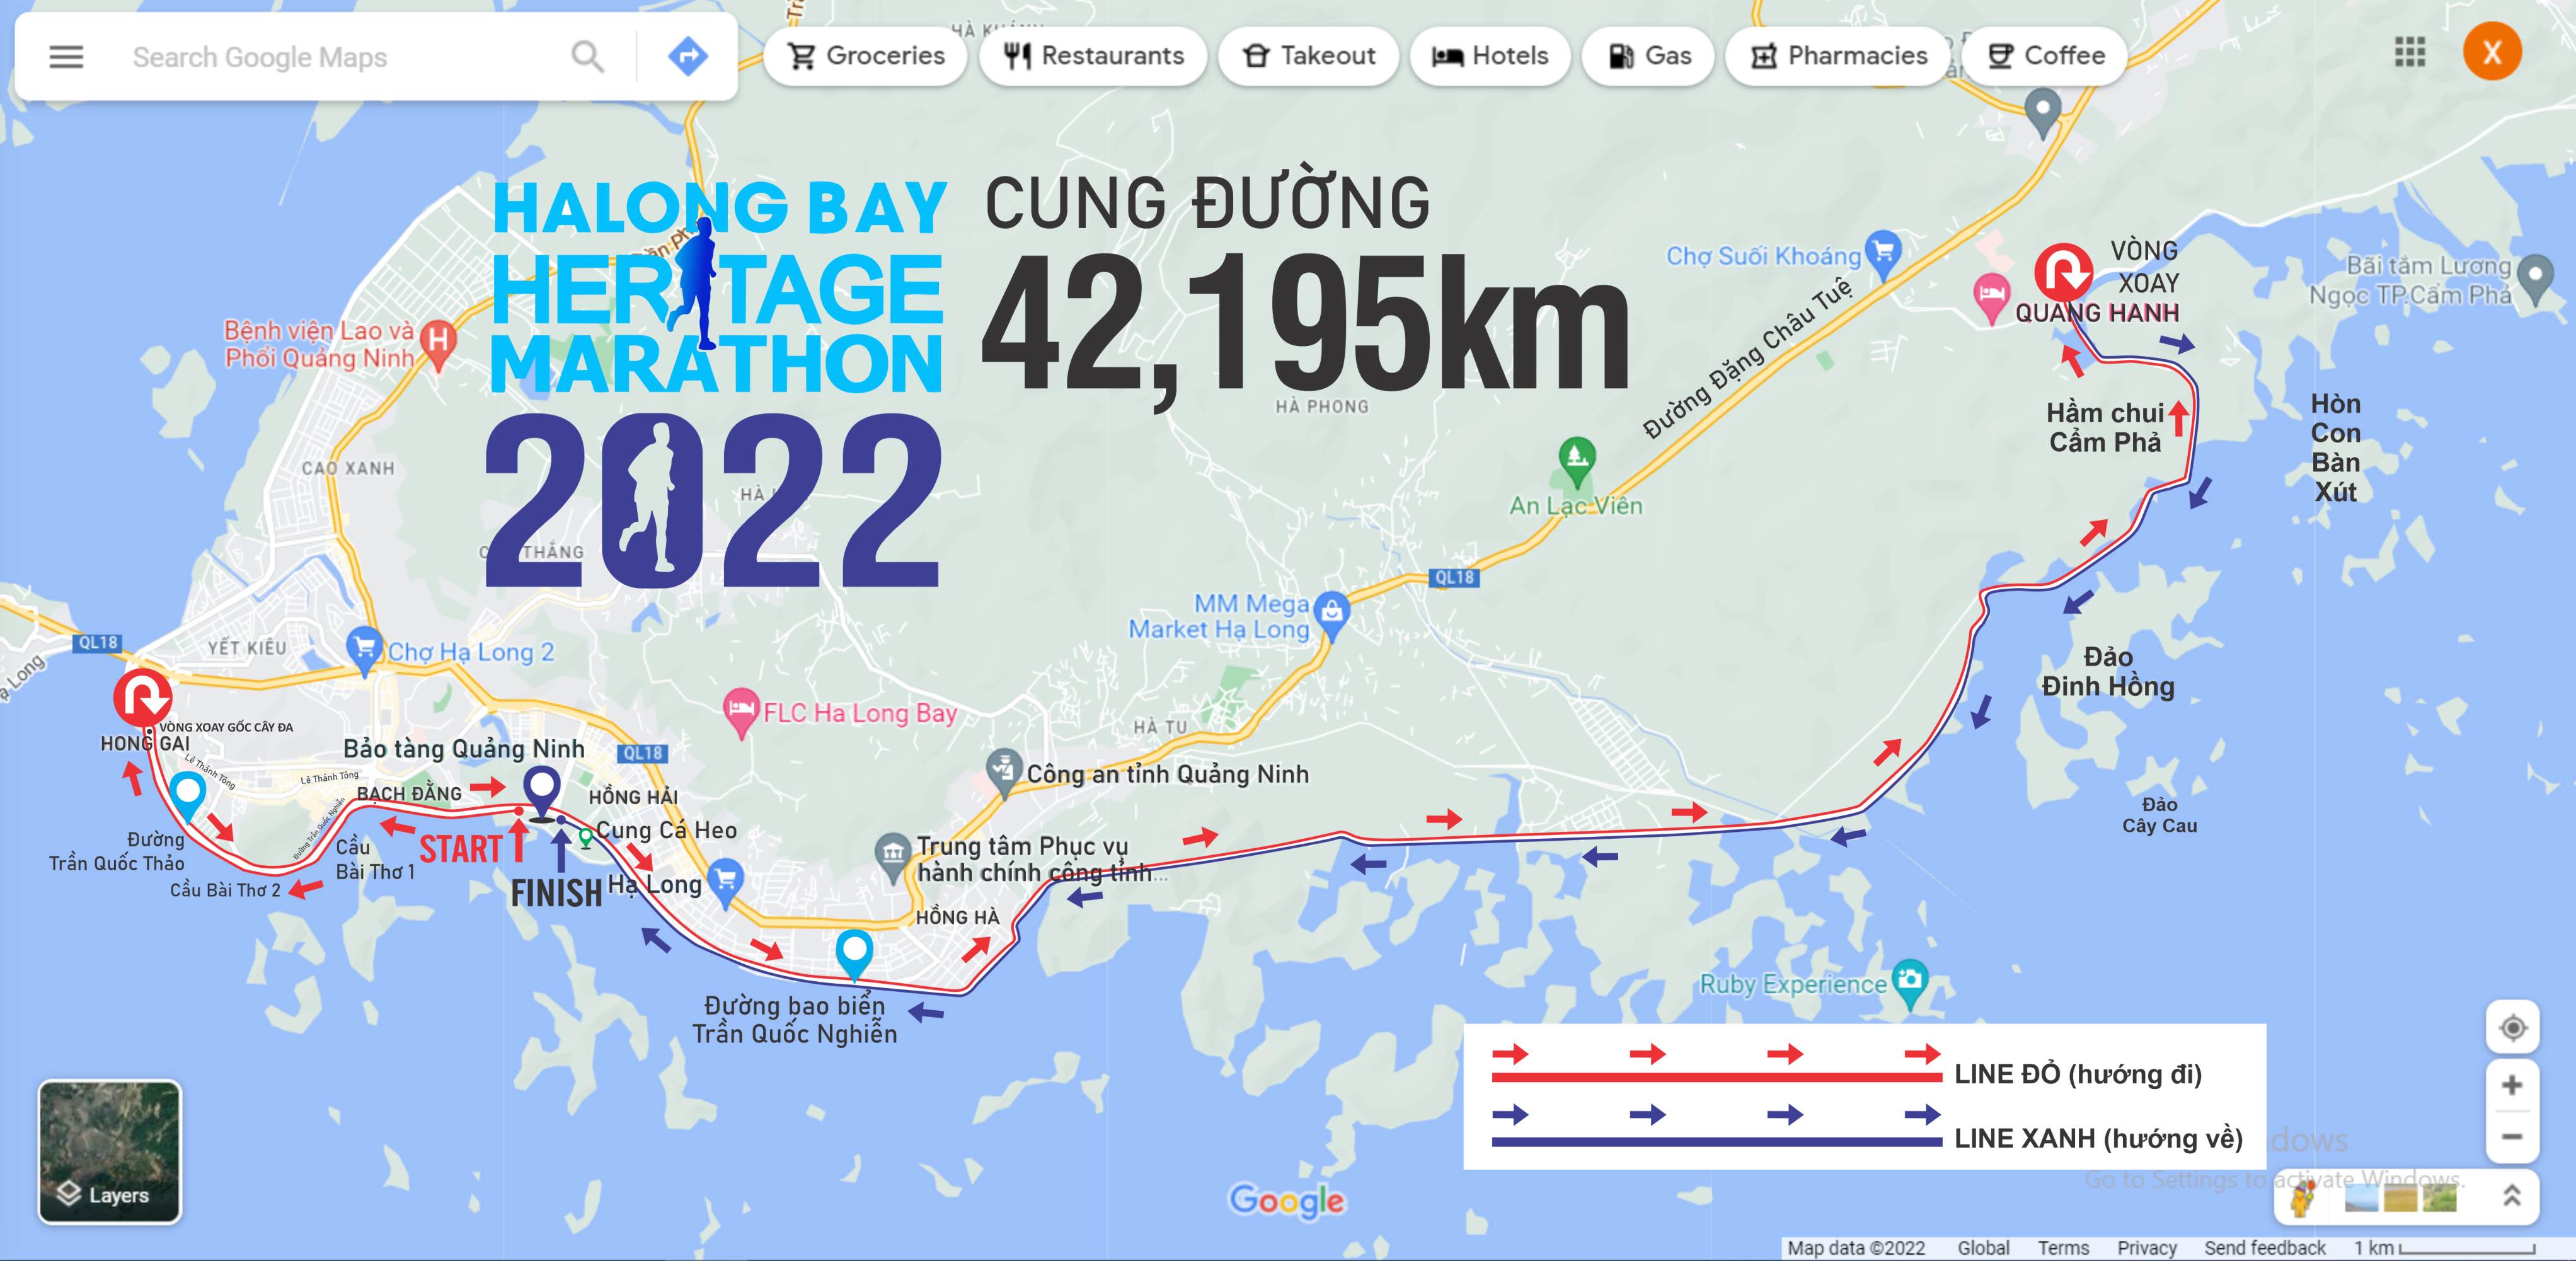 Search Google Maps
Groceries
Restaurants
Takeout
Hotels
Gas
Pharmacies
Coffee
X
HALONG BAY
HERITAGE
MARATHON
2022
CUNG ĐƯỜNG
42,195km
Chợ Suối Khoáng
Đường Đặng Châu Tuệ
VÒNG
XOAY
QUANG HANH
Bãi tắm Lương
Ngọc TP.Cẩm Phả
Bệnh viện Lao và
Phổi Quảng Ninh
H
HÀ PHONG
Hầm chui
Cẩm Phả
Hòn
Con
Bàn
Xút
CAO XANH
An Lạc Viên
THẮNG
QL18
MM Mega
Market Hạ Long
QL18
YẾT KIÊU
Chợ Hạ Long 2
Đảo
Đinh Hồng
FLC Ha Long Bay
VÒNG XOAY GỐC CÂY ĐA
HONG GAI
HÀ TU
Bảo tàng Quảng Ninh
QL18
Lê Thánh Tông
Lê Thánh Tông
Công an tỉnh Quảng Ninh
BẠCH ĐẰNG
HỒNG HẢI
Đảo
Cây Cau
Cung Cá Heo
Đường Trần Quốc Nghiễn
START
Đường
Trần Quốc Thảo
Cầu
Bài Thơ 1
Cầu Bài Thơ 2
Trung tâm Phục vụ
hành chính công tỉnh...
FINISH
Hạ Long
HỒNG HÀ
Ruby Experience
Đường bao biển
Trần Quốc Nghiễn
LINE ĐỎ (hướng đi)
LINE XANH (hướng về)
Go to Settings to activate Windows.
Layers
Google
Map data ©2022
Global
Terms
Privacy
Send feedback
1 km